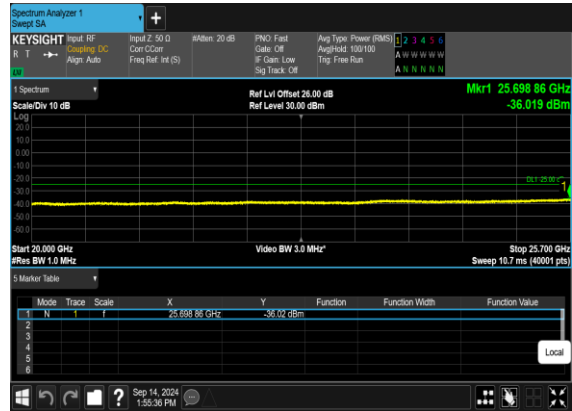 Spectrum Analyzer 1
Swept SA
+
KEYSIGHT Input: RF Input Z: 50 Ω #Atten: 20 dB PNO: Fast Avg Type: Power (RMS) 1 2 3 4 5 6
R T Coupling: DC Corr CCorr Gate: Off Avg|Hold: 100/100 A W W W W W
Align: Auto Freq Ref: Int (S) IF Gain: Low Trig: Free Run A N N N N N
Sig Track: Off
1 Spectrum Ref Lvl Offset 26.00 dB Mkr1 25.698 86 GHz
Scale/Div 10 dB Ref Level 30.00 dBm -36.019 dBm
Log
20.0
10.0
0.00
-10.0
-20.0
-30.0
-40.0
-50.0
-60.0
1
Start 20.000 GHz Video BW 3.0 MHz* Stop 25.700 GHz
#Res BW 1.0 MHz Sweep 10.7 ms (40001 pts)
5 Marker Table
Mode Trace Scale X Y Function Function Width Function Value
1 N 1 f 25.698 86 GHz -36.02 dBm
2
3
4
5
6
Local
? Sep 14, 2024
1:55:36 PM